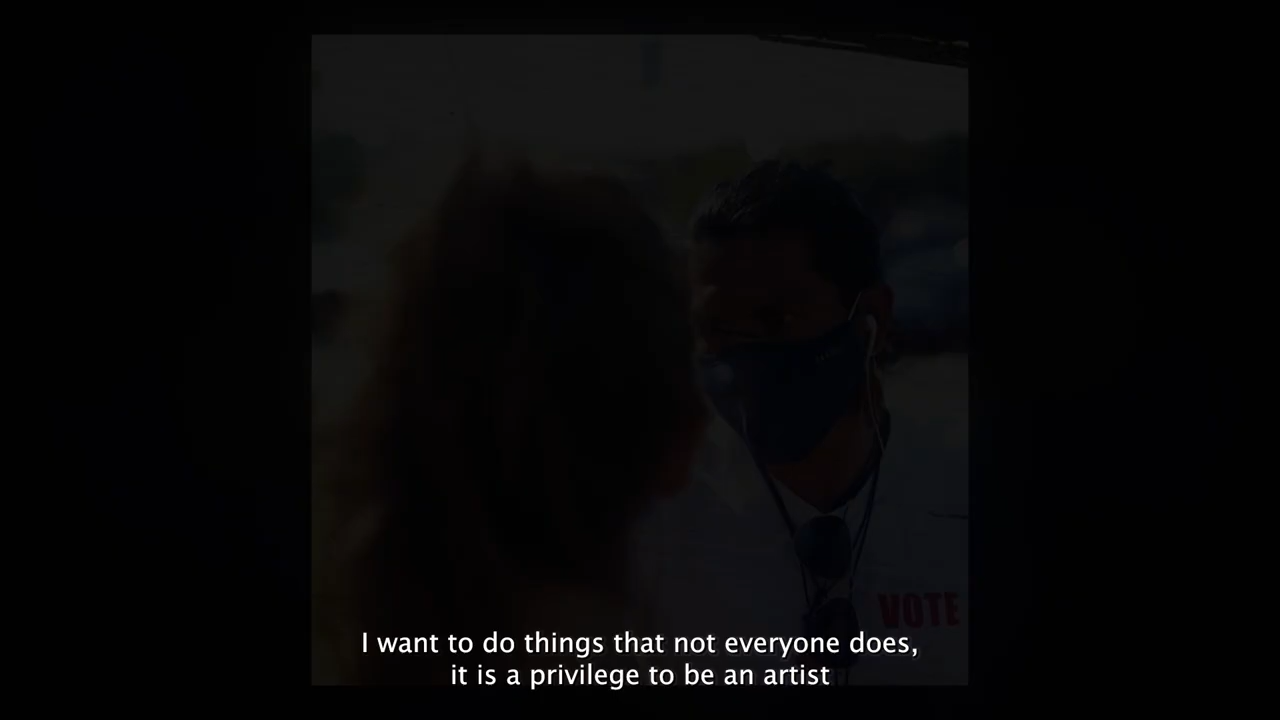 VOTE
I want to do things that not everyone does,
it is a privilege to be an artist